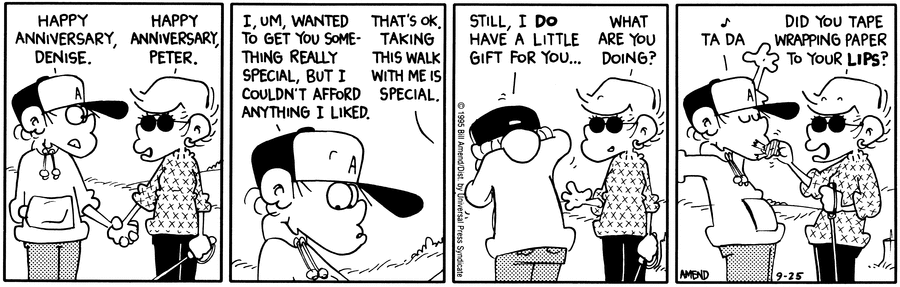 HAPPY
ANNIVERSARY,
DENISE.
HAPPY
ANNIVERSARY,
PETER.
A
I, UM, WANTED
TO GET YOU SOME-
THING REALLY
SPECIAL, BUT I
COULDN'T AFFORD
ANYTHING I LIKED.
THAT'S OK.
TAKING
THIS WALK
WITH ME IS
SPECIAL.
A
© 1995 Bill Amend/Dist. by Universal Press Syndicate
STILL, I DO
HAVE A LITTLE
GIFT FOR YOU...
WHAT
ARE YOU
DOING?
♪
TA DA
DID YOU TAPE
WRAPPING PAPER
TO YOUR LIPS?
A
AMEND
9-25